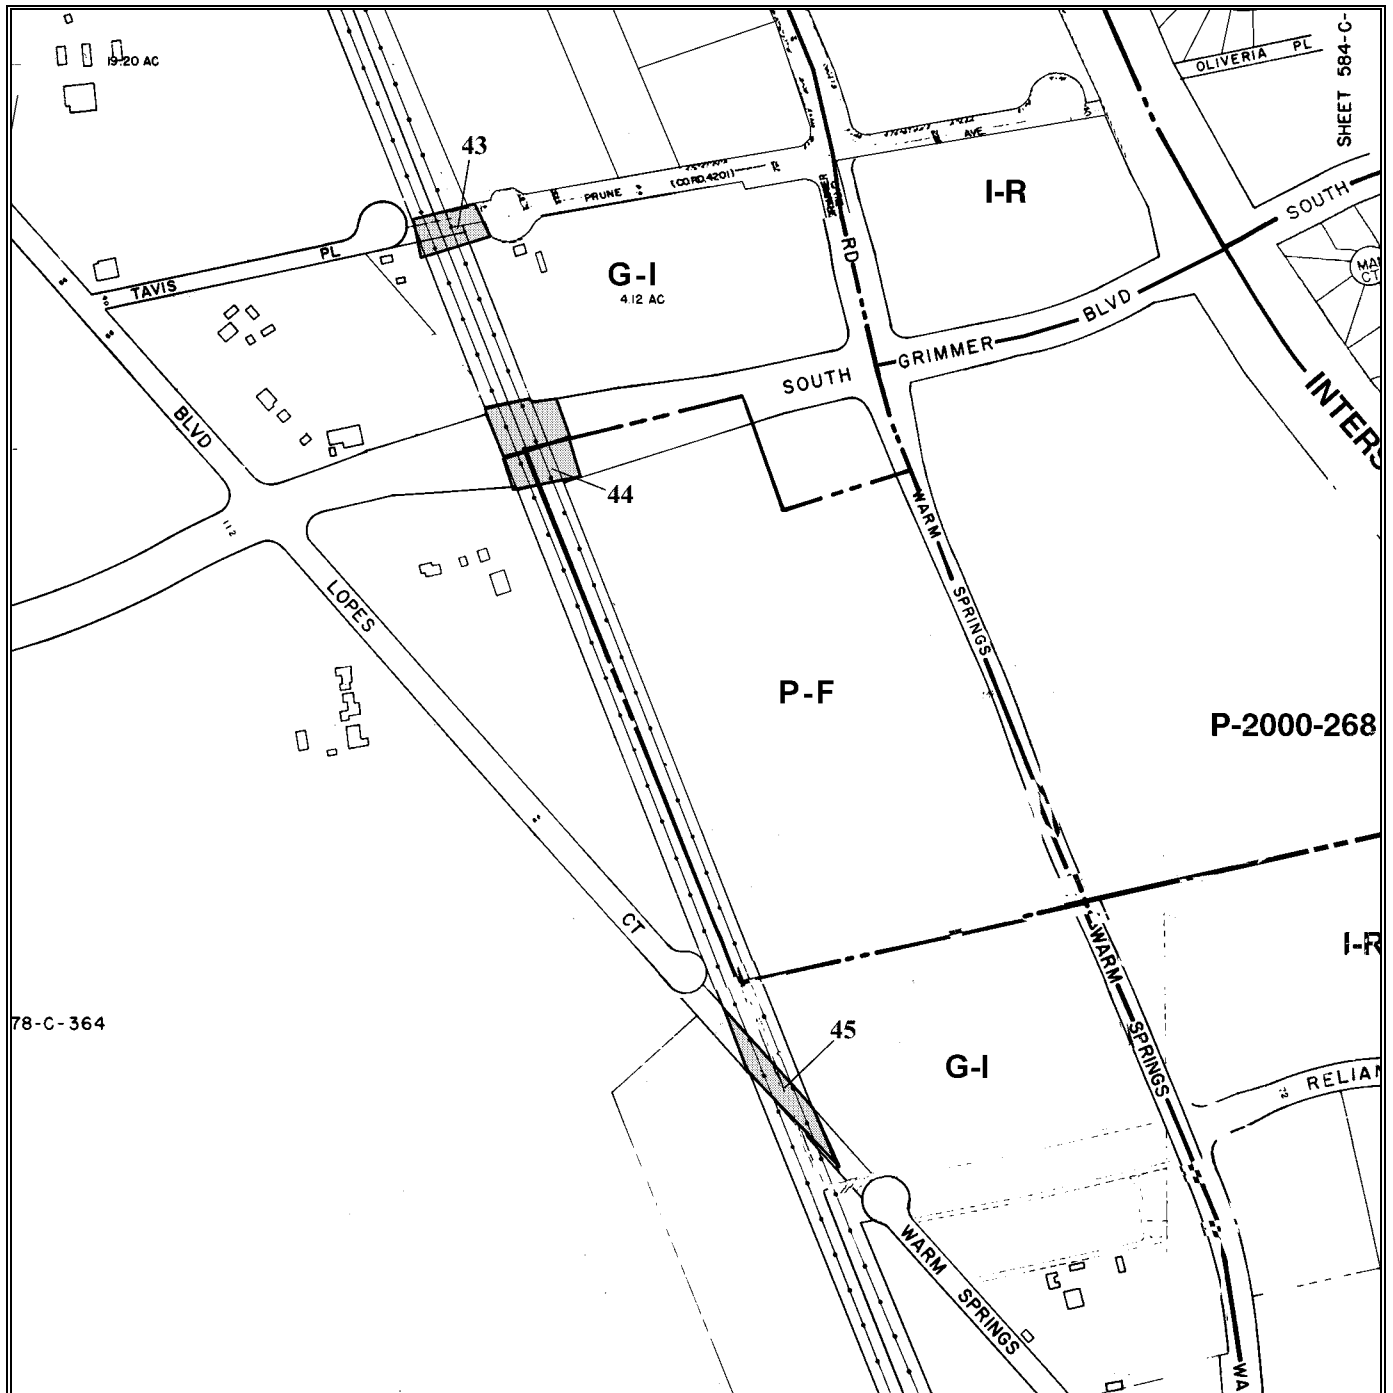 19.20 AC
OLIVERIA PL
SHEET 584-C-
43
AVE
PRUNE (CO.RD.4201)
I-R
SOUTH
TAVIS PL
G-I
4.12 AC
RD
BLVD
GRIMMER
SOUTH
INTERS
BLVD
44
112
WARM
SPRINGS
LOPES
P-F
P-2000-268
CT
WARM
SPRINGS
I-R
78-C-364
45
G-I
RELIAN
72
WARM SPRINGS
WA